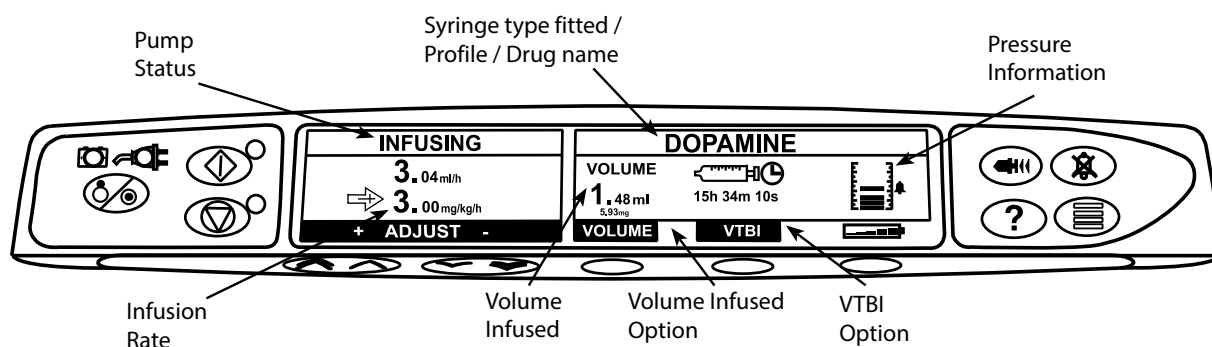 Pump
Status
Syringe type fitted /
Profile / Drug name
Pressure
Information
INFUSING
3.04ml/h
3.00mg/kg/h
+ ADJUST -
DOPAMINE
VOLUME
1.48ml
5.93mg
15h 34m 10s
VOLUME
VTBI
?
Infusion
Rate
Volume
Infused
Volume Infused
Option
VTBI
Option